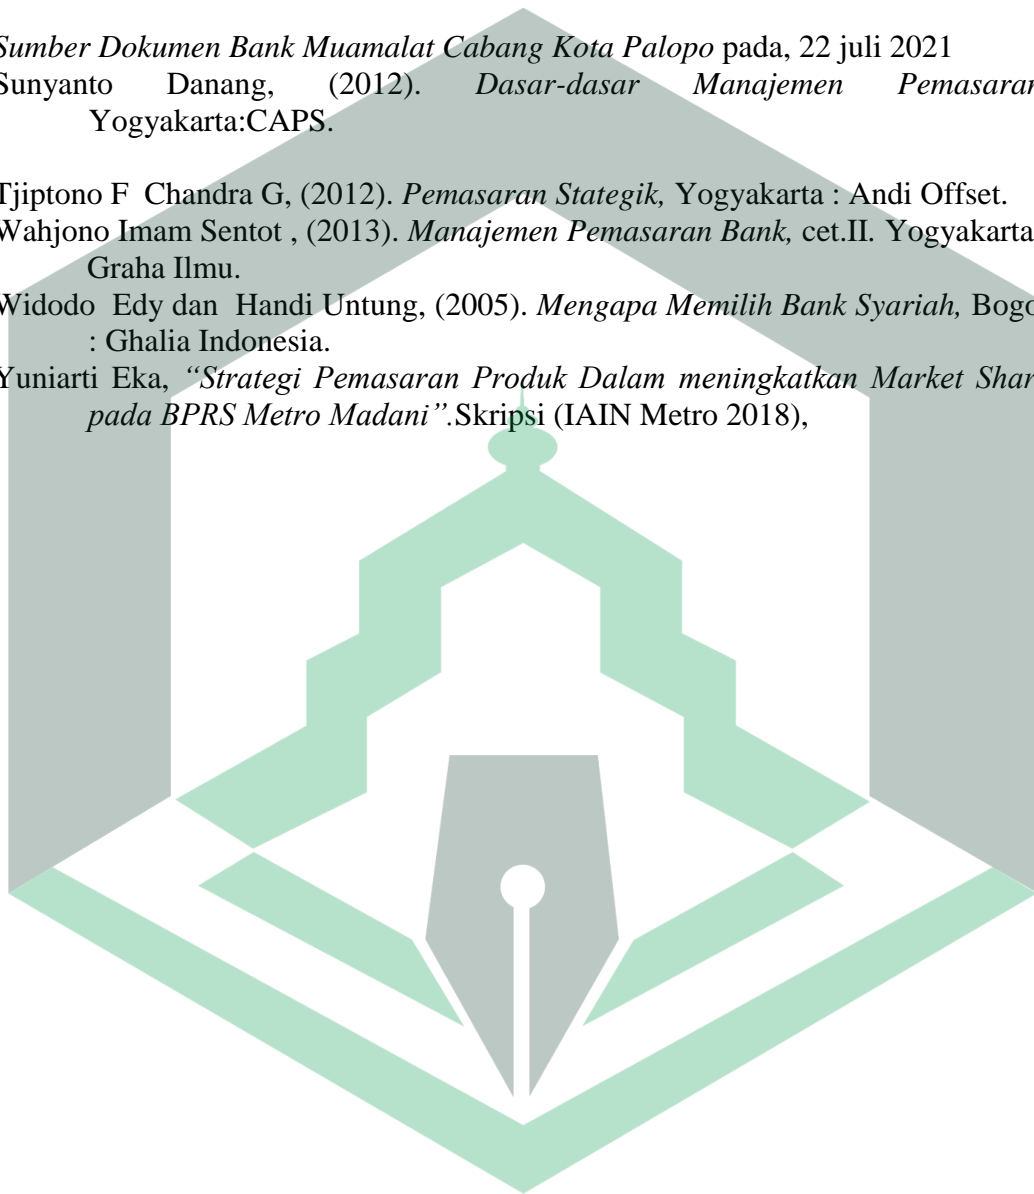 Sumber Dokumen Bank Muamalat Cabang Kota Palopo pada, 22 juli 2021
Sunyanto Danang, (2012). Dasar-dasar Manajemen Pemasaran
Yogyakarta:CAPS.
Tjiptono F Chandra G, (2012). Pemasaran Stategik, Yogyakarta : Andi Offset.
Wahjono Imam Sentot , (2013). Manajemen Pemasaran Bank, cet.II. Yogyakarta
Graha Ilmu.
Widodo Edy dan Handi Untung, (2005). Mengapa Memilih Bank Syariah, Bogo
: Ghalia Indonesia.
Yuniarti Eka, “Strategi Pemasaran Produk Dalam meningkatkan Market Shar
pada BPRS Metro Madani”.Skripsi (IAIN Metro 2018),